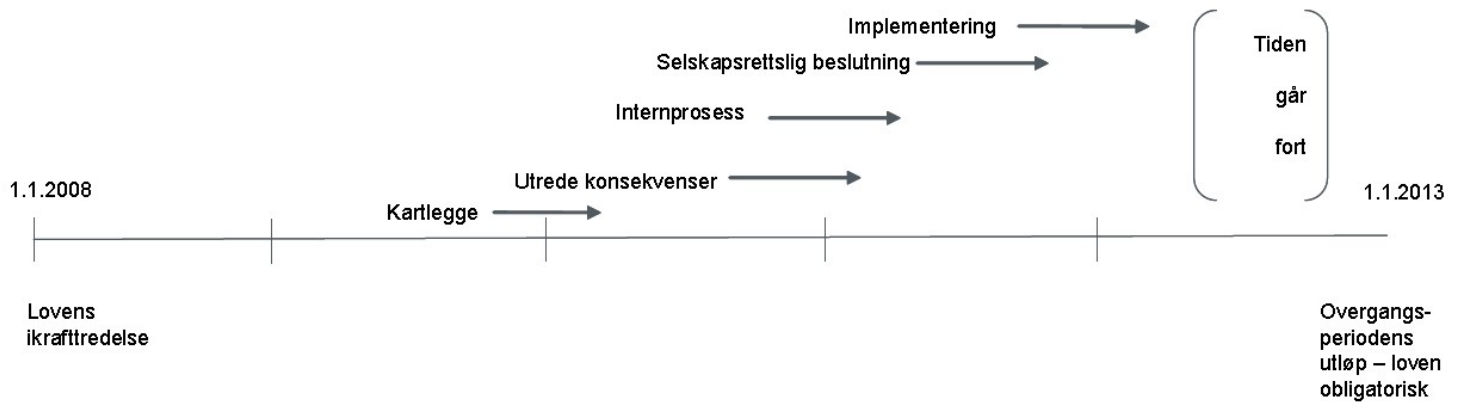 Implementering
Selskapsrettslig beslutning
Internprosess
Utrede konsekvenser
Kartlegge
Tiden
går
fort
1.1.2008
1.1.2013
Lovens
ikrafttredelse
Overgangs-
periodens
utløp – loven
obligatorisk